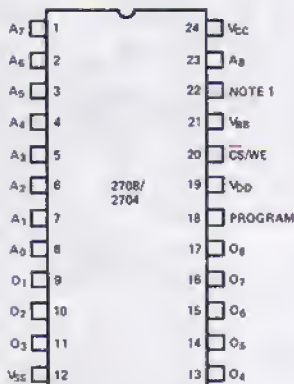 A7 1 24 VCC
A6 2 23 A8
A5 3 22 NOTE 1
A4 4 21 VBB
A3 5 20 CS/WE
A2 6 2708/ 19 VDD
2704
A1 7 18 PROGRAM
A0 8 17 O8
O1 9 16 O7
O2 10 15 O6
O3 11 14 O5
VSS 12 13 O4